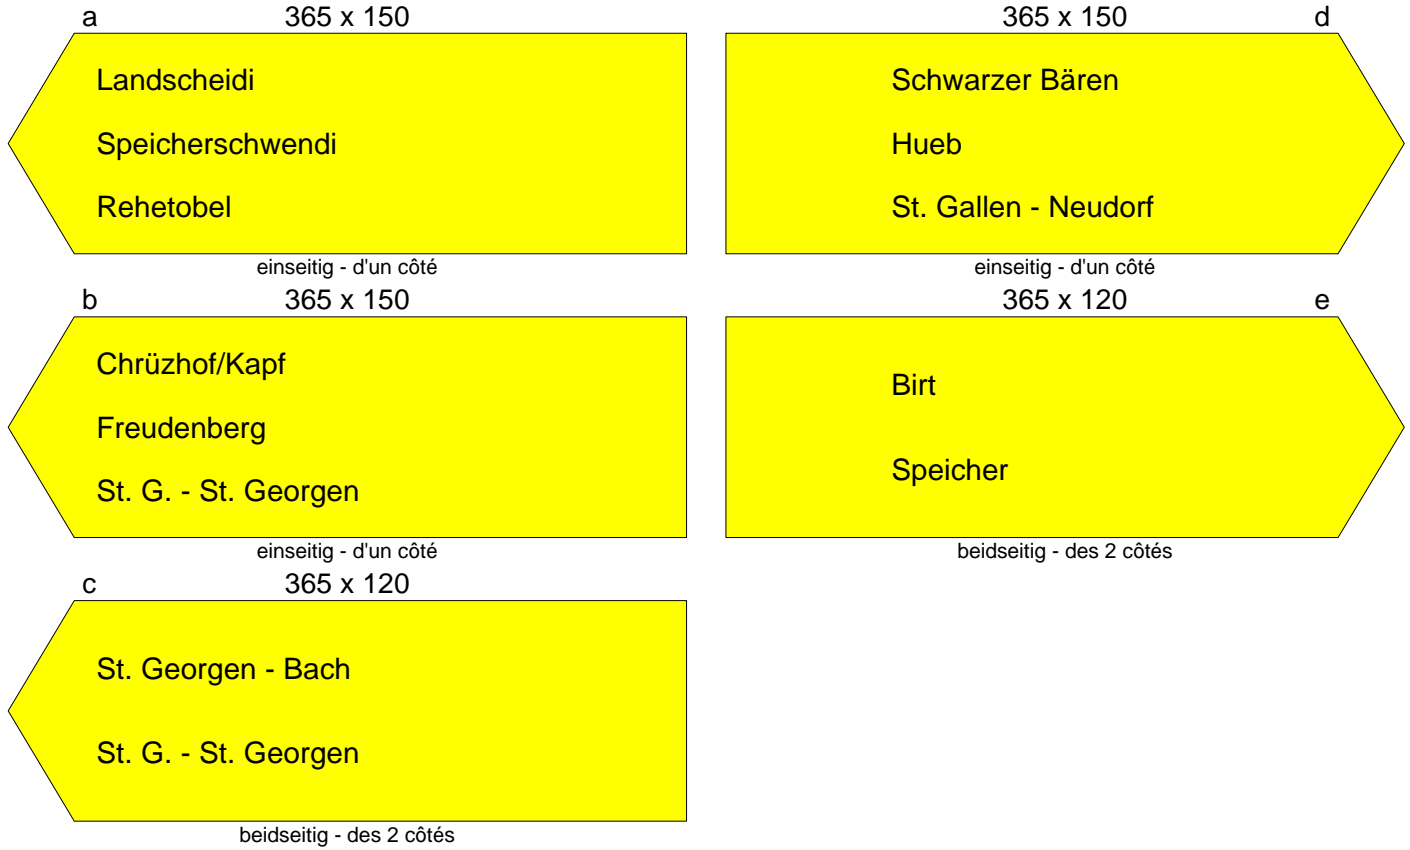 a 365 x 150
Landscheidi
Speicherschwendi
Rehetobel
einseitig - d'un côté
b 365 x 150
Chrüzhof/Kapf
Freudenberg
St. G. - St. Georgen
einseitig - d'un côté
c 365 x 120
St. Georgen - Bach
St. G. - St. Georgen
beidseitig - des 2 côtés
365 x 150 d
Schwarzer Bären
Hueb
St. Gallen - Neudorf
einseitig - d'un côté
365 x 120 e
Birt
Speicher
beidseitig - des 2 côtés